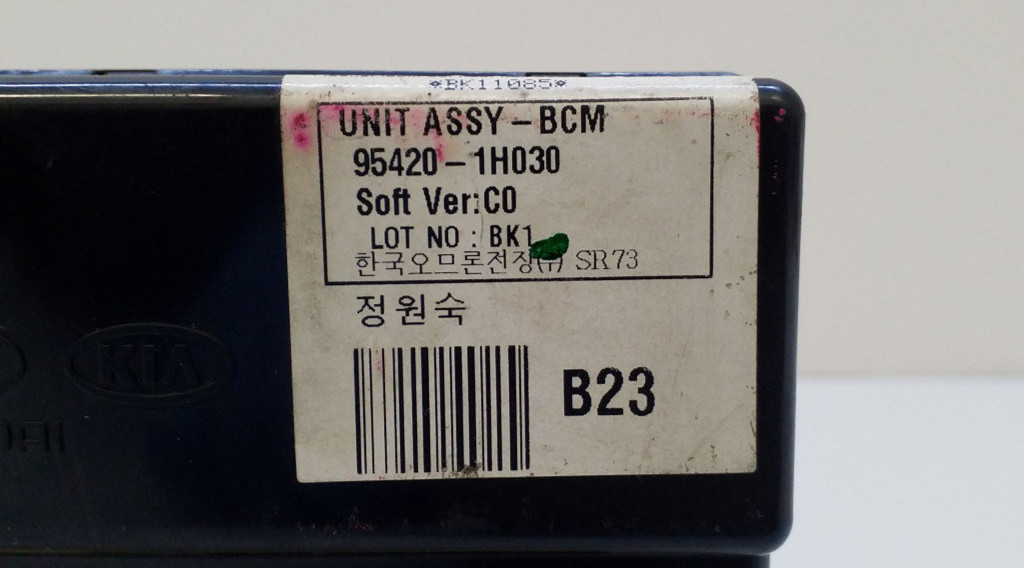 *BK11085*
UNIT ASSY-BCM
95420-1H030
Soft Ver:C0
LOT NO : BK1
한국오므론전장(유) SR73
정원숙
B23
KIA